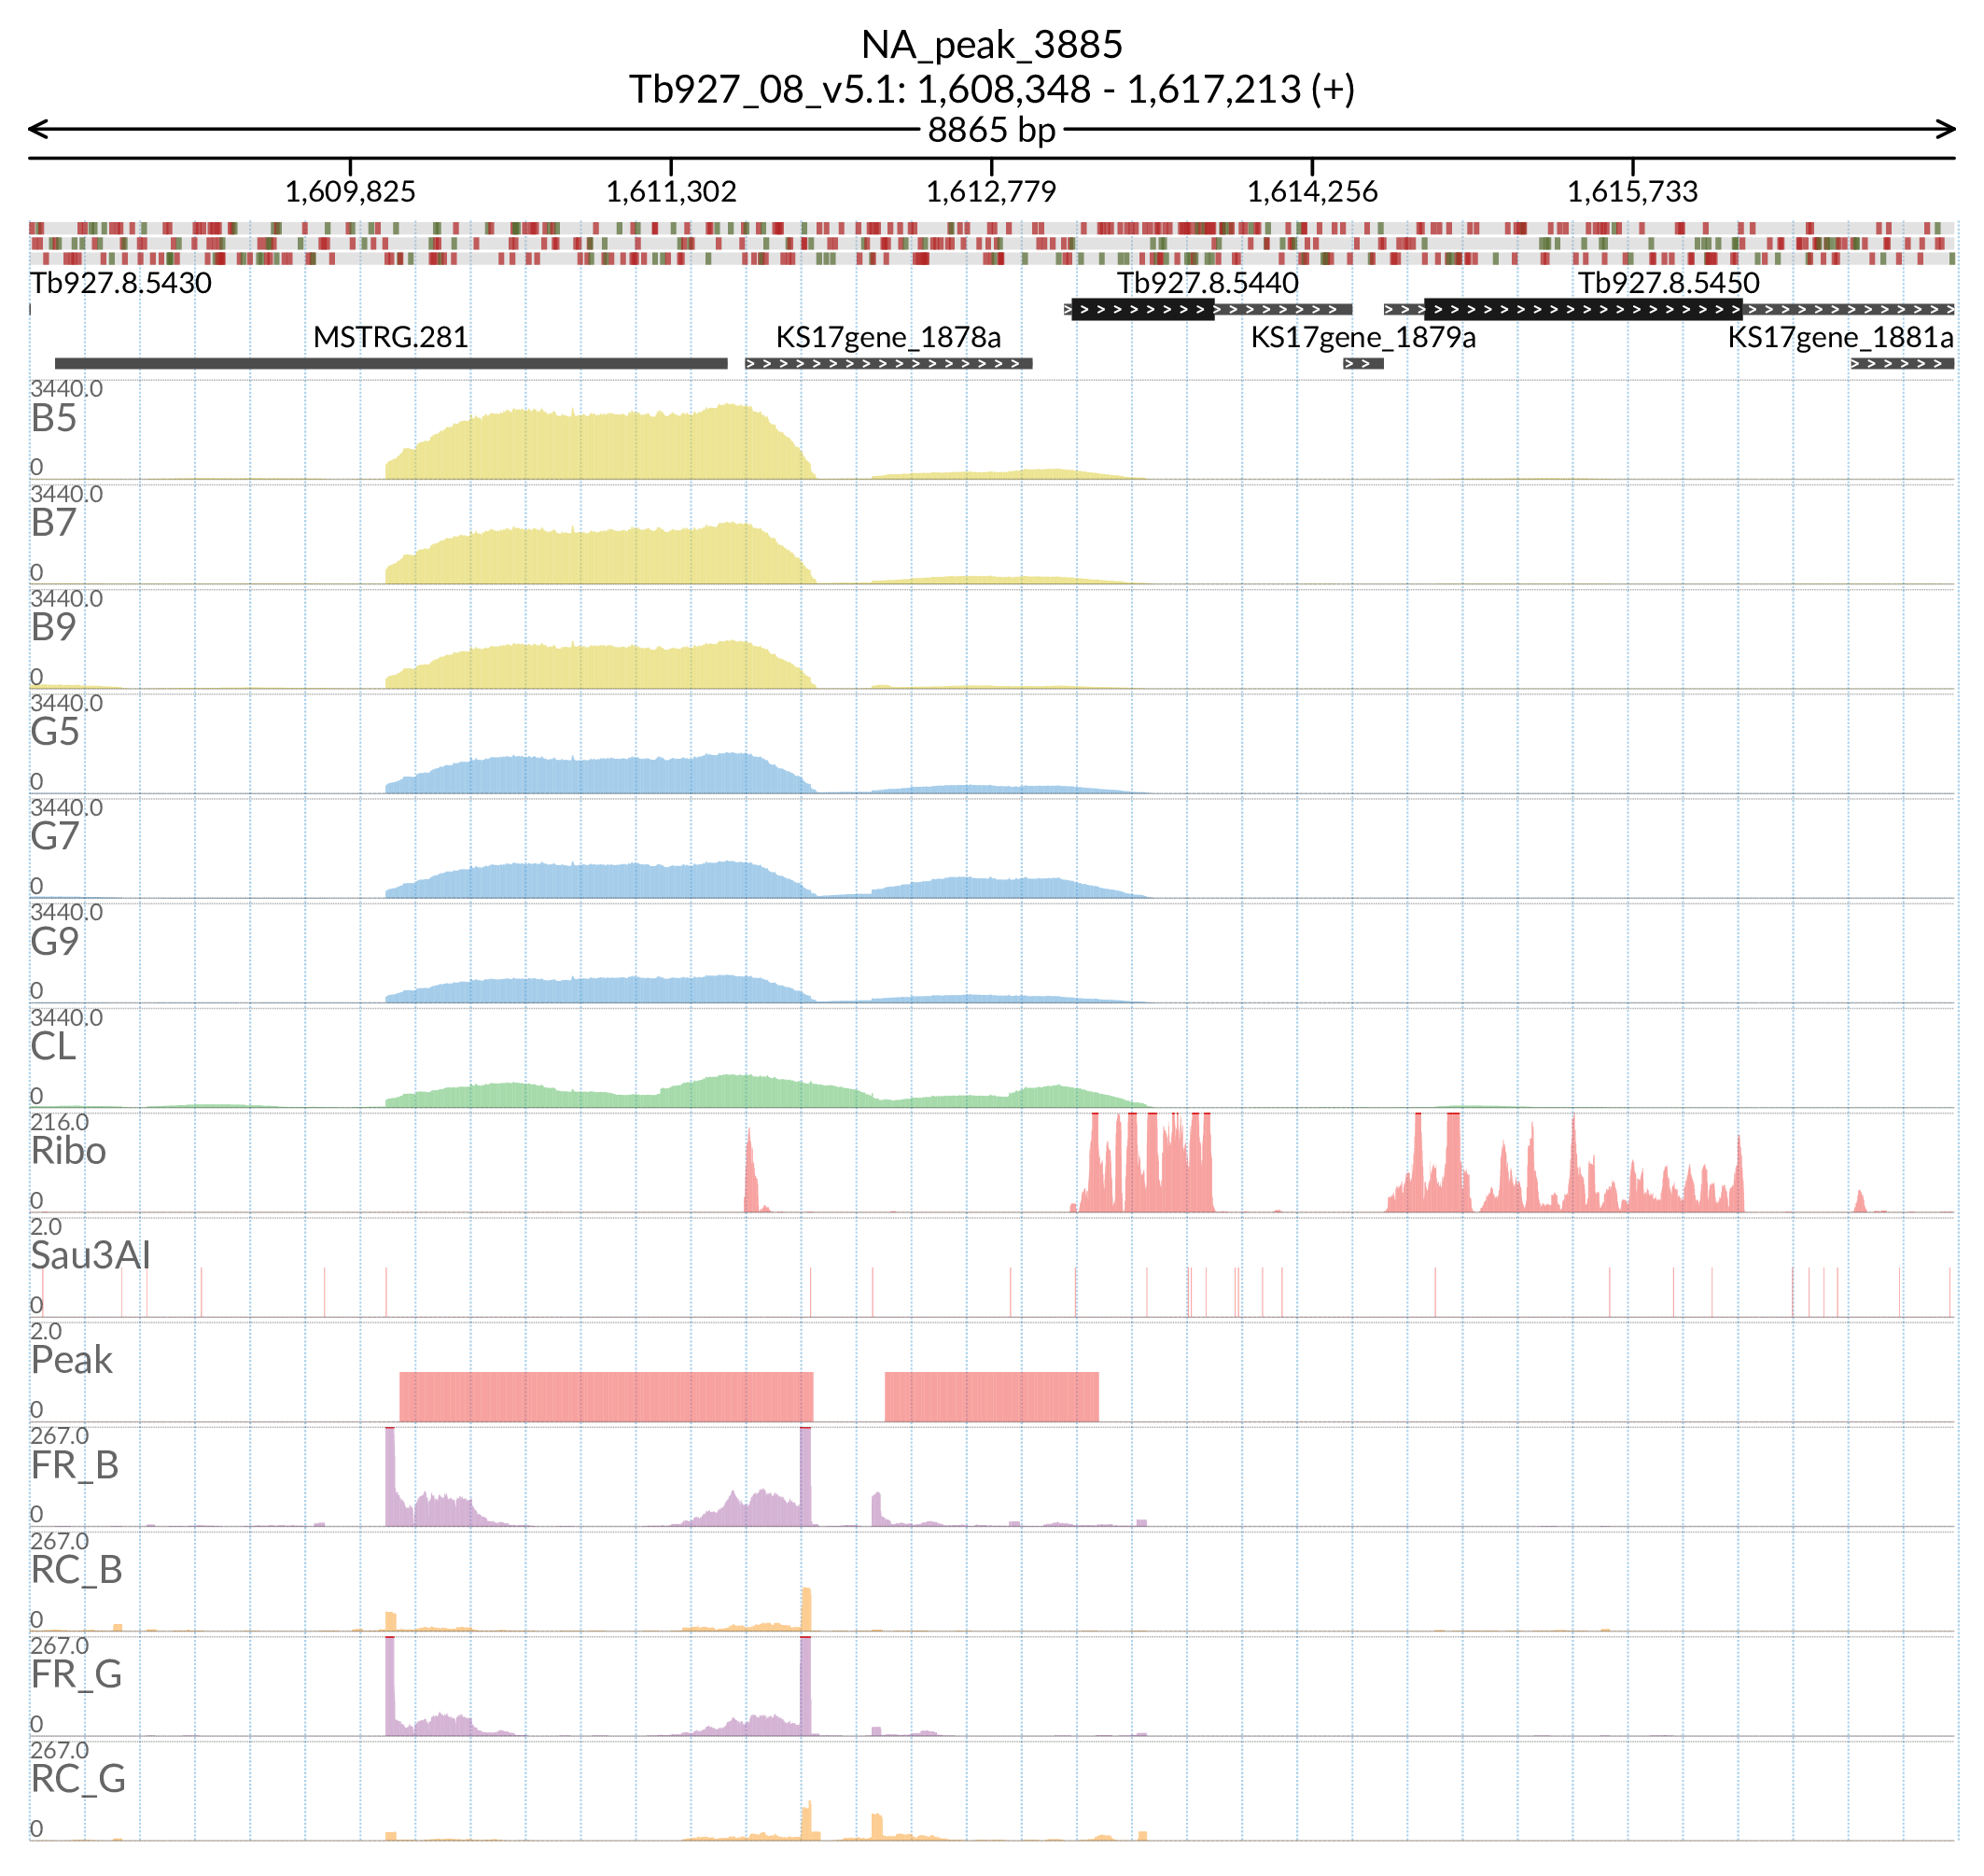 NA_peak_3885
Tb927_08_v5.1: 1,608,348 - 1,617,213 (+)
8865 bp
1,609,825 1,611,302 1,612,779 1,614,256 1,615,733
Tb927.8.5430 Tb927.8.5440 Tb927.8.5450
MSTRG.281 KS17gene_1878a KS17gene_1879a KS17gene_1881a
3440.0
B5
0
3440.0
B7
0
3440.0
B9
0
3440.0
G5
0
3440.0
G7
0
3440.0
G9
0
3440.0
CL
0
216.0
Ribo
0
2.0
Sau3AI
0
2.0
Peak
0
267.0
FR_B
0
267.0
RC_B
0
267.0
FR_G
0
267.0
RC_G
0